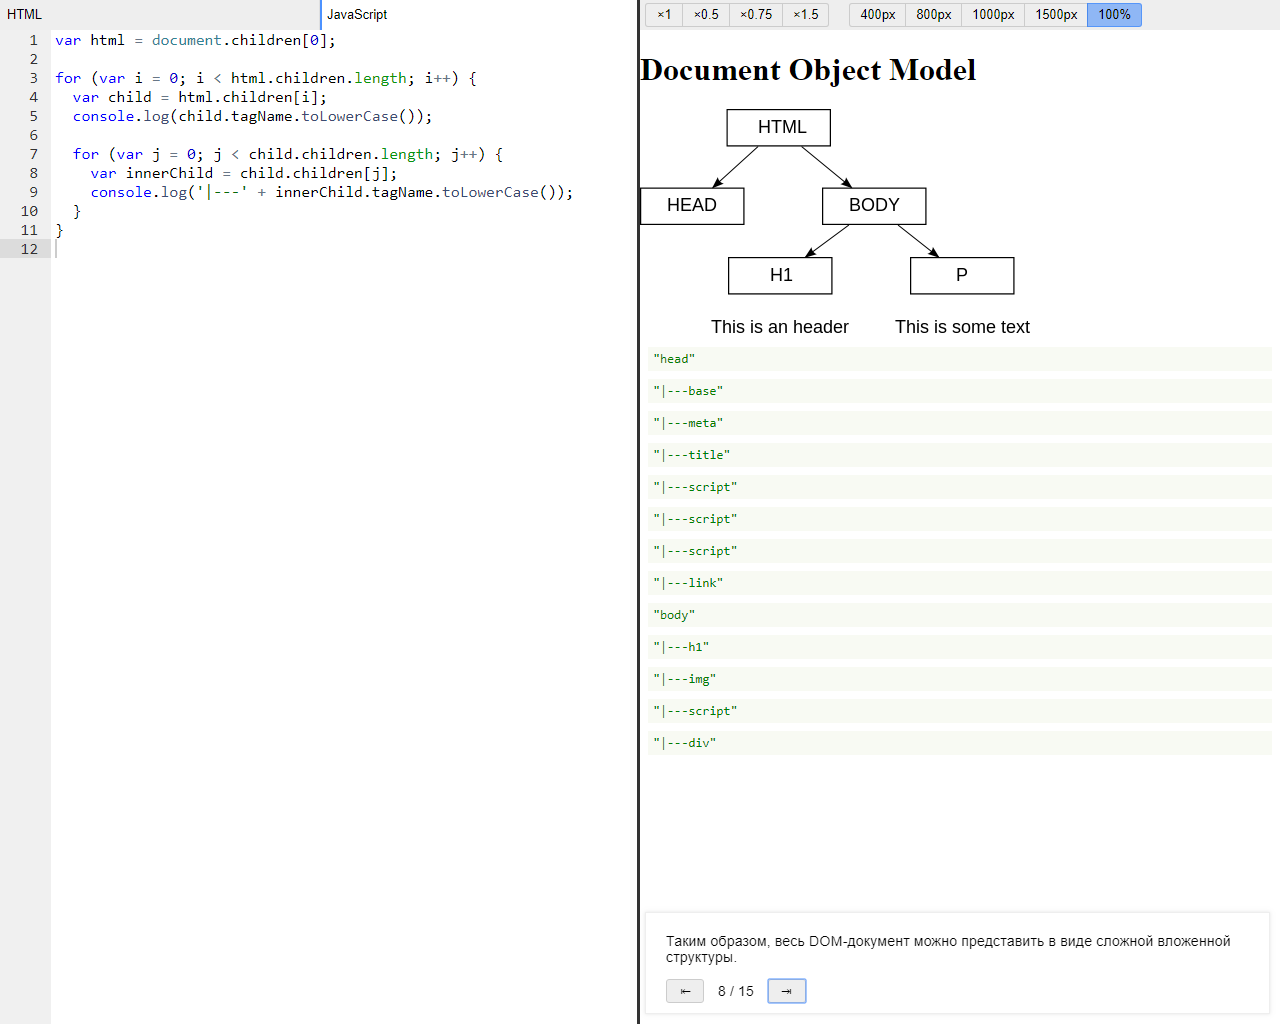 HTML
JavaScript
1 var html = document.children[0];
2
3 for (var i = 0; i < html.children.length; i++) {
4 var child = html.children[i];
5 console.log(child.tagName.toLowerCase());
6
7 for (var j = 0; j < child.children.length; j++) {
8 var innerChild = child.children[j];
9 console.log('|---' + innerChild.tagName.toLowerCase());
10 }
11 }
12
×1 ×0.5 ×0.75 ×1.5 400px 800px 1000px 1500px 100%
Document Object Model
HTML
HEAD BODY
H1 P
This is an header This is some text
"head"
"|---base"
"|---meta"
"|---title"
"|---script"
"|---script"
"|---script"
"|---link"
"body"
"|---h1"
"|---img"
"|---script"
"|---div"
Таким образом, весь DOM-документ можно представить в виде сложной вложенной
структуры.
⇤ 8 / 15 ⇥